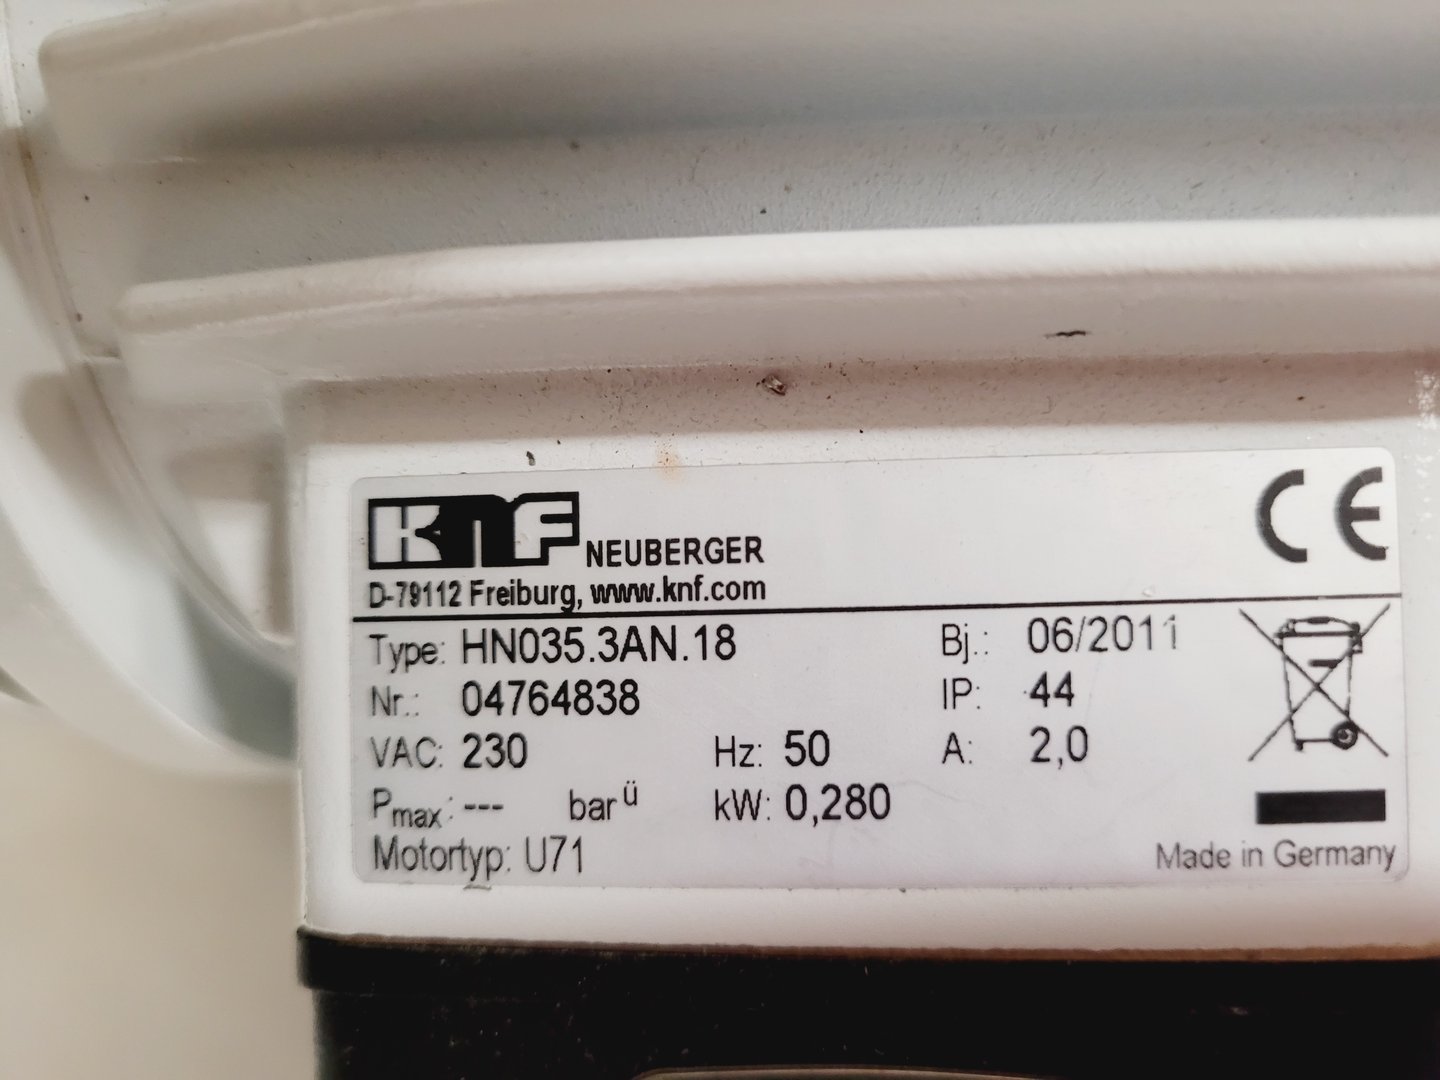 KNF NEUBERGER CE
D-79112 Freiburg, www.knf.com
Type: HN035.3AN.18 Bj.: 06/2011
Nr.: 04764838 IP: 44
VAC: 230 Hz: 50 A: 2,0
Pmax: --- bar ü kW: 0,280
Motortyp: U71 Made in Germany